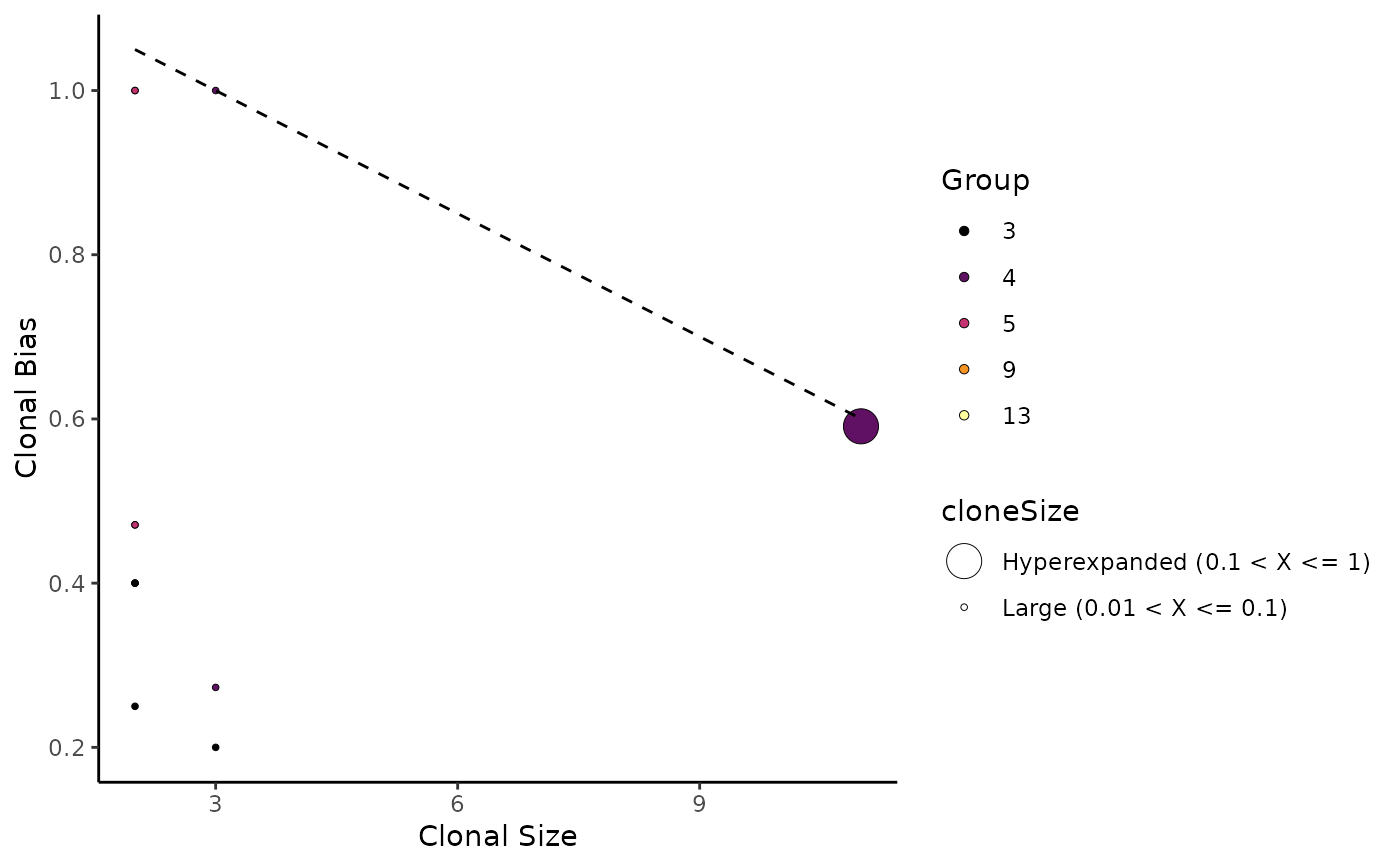 Clonal Bias
1.0
0.8
0.6
0.4
0.2
3
6
9
Clonal Size
Group
3
4
5
9
13
cloneSize
Hyperexpanded (0.1 < X <= 1)
Large (0.01 < X <= 0.1)